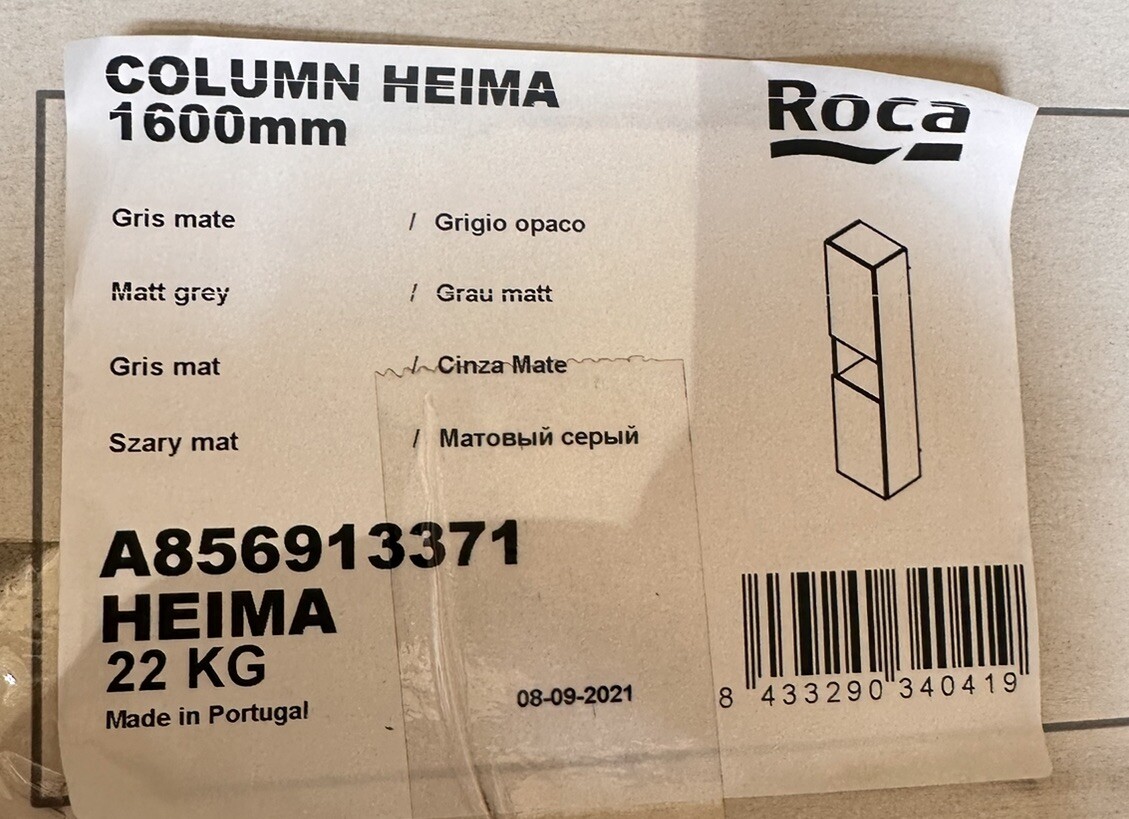 COLUMN HEIMA
1600mm
Roca
Gris mate / Grigio opaco
Matt grey / Grau matt
Gris mat / Cinza Mate
Szary mat / Матовый серый
A856913371
HEIMA
22 KG
Made in Portugal
08-09-2021
8 433290 340419